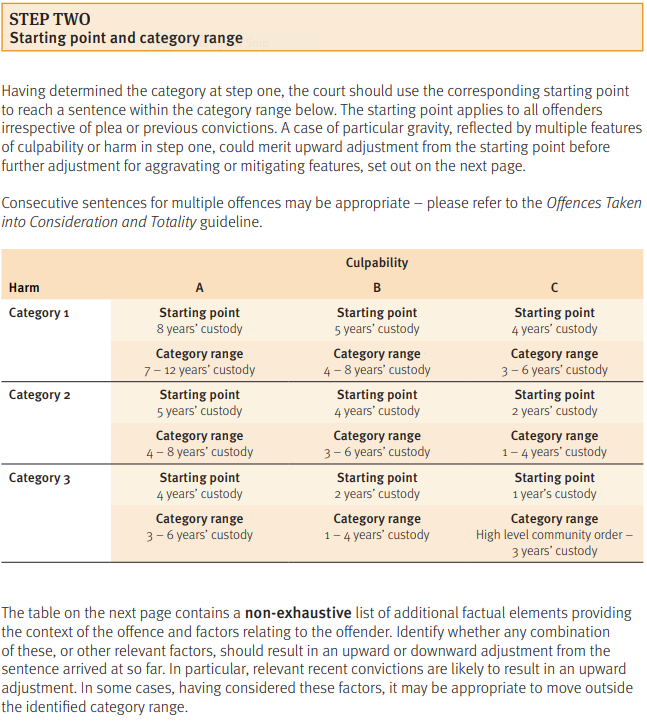 STEP TWO
Starting point and category range
Having determined the category at step one, the court should use the corresponding starting point
to reach a sentence within the category range below. The starting point applies to all offenders
irrespective of plea or previous convictions. A case of particular gravity, reflected by multiple features
of culpability or harm in step one, could merit upward adjustment from the starting point before
further adjustment for aggravating or mitigating features, set out on the next page.
Consecutive sentences for multiple offences may be appropriate – please refer to the Offences Taken
into Consideration and Totality guideline.
Culpability
Harm A B C
Category 1 Starting point Starting point Starting point
8 years' custody 5 years' custody 4 years' custody
Category range Category range Category range
7 – 12 years' custody 4 – 8 years' custody 3 – 6 years' custody
Category 2 Starting point Starting point Starting point
5 years' custody 4 years' custody 2 years' custody
Category range Category range Category range
4 – 8 years' custody 3 – 6 years' custody 1 – 4 years' custody
Category 3 Starting point Starting point Starting point
4 years' custody 2 years' custody 1 year's custody
Category range Category range Category range
3 – 6 years' custody 1 – 4 years' custody High level community order –
3 years' custody
The table on the next page contains a non-exhaustive list of additional factual elements providing
the context of the offence and factors relating to the offender. Identify whether any combination
of these, or other relevant factors, should result in an upward or downward adjustment from the
sentence arrived at so far. In particular, relevant recent convictions are likely to result in an upward
adjustment. In some cases, having considered these factors, it may be appropriate to move outside
the identified category range.